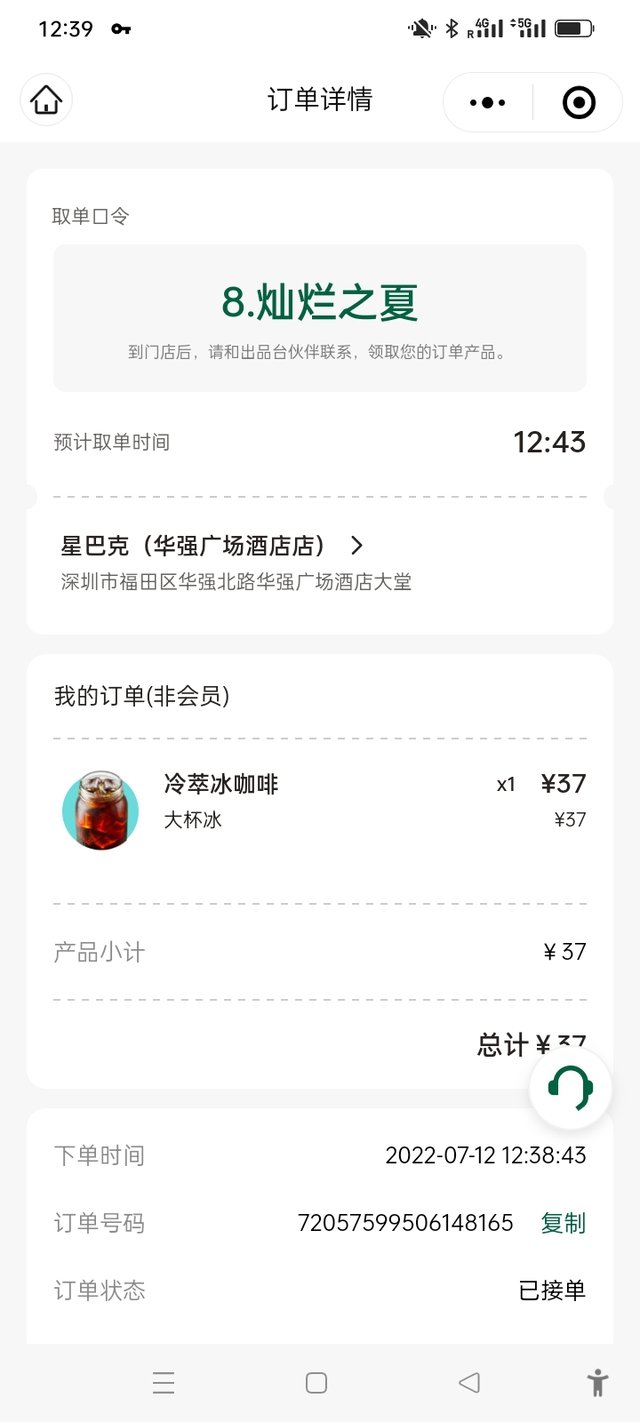 12:39
4G
R
5G
订单详情
取单口令
8.灿烂之夏
到门店后，请和出品台伙伴联系，领取您的订单产品。
预计取单时间 12:43
星巴克（华强广场酒店店）
深圳市福田区华强北路华强广场酒店大堂
我的订单(非会员)
冷萃冰咖啡 x1 ¥37
大杯冰 ¥37
产品小计 ¥ 37
总计 ¥ 37
下单时间 2022-07-12 12:38:43
订单号码 72057599506148165 复制
订单状态 已接单